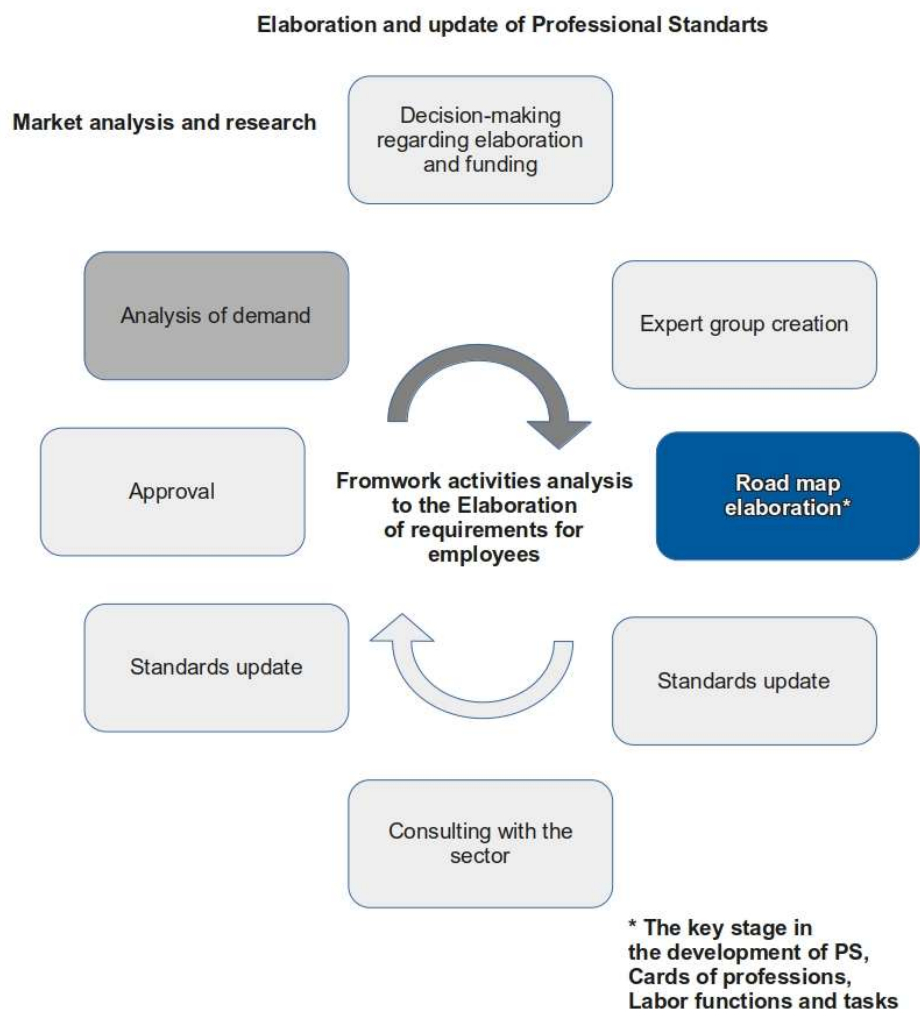 Elaboration and update of Professional Standarts
Market analysis and research
Decision-making
regarding elaboration
and funding
Analysis of demand
Expert group creation
Approval
Fromwork activities analysis
to the Elaboration
of requirements for
employees
Road map
elaboration*
Standards update
Standards update
Consulting with the
sector
* The key stage in
the development of PS,
Cards of professions,
Labor functions and tasks